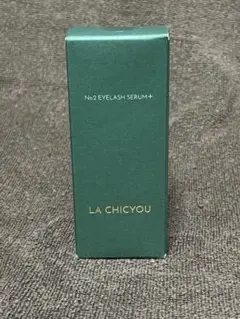 No2 EYELASH SERUM+
LA CHICYOU